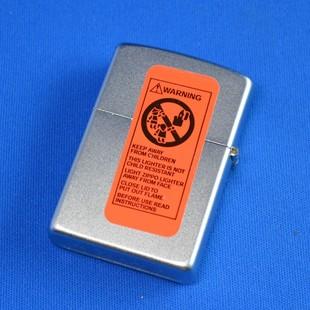 WARNING
KEEP AWAY
FROM CHILDREN
THIS LIGHTER IS NOT
CHILD RESISTANT
LIGHT ZIPPO LIGHTER
AWAY FROM FACE
CLOSE LID TO
PUT OUT FLAME
BEFORE USE READ
INSTRUCTIONS